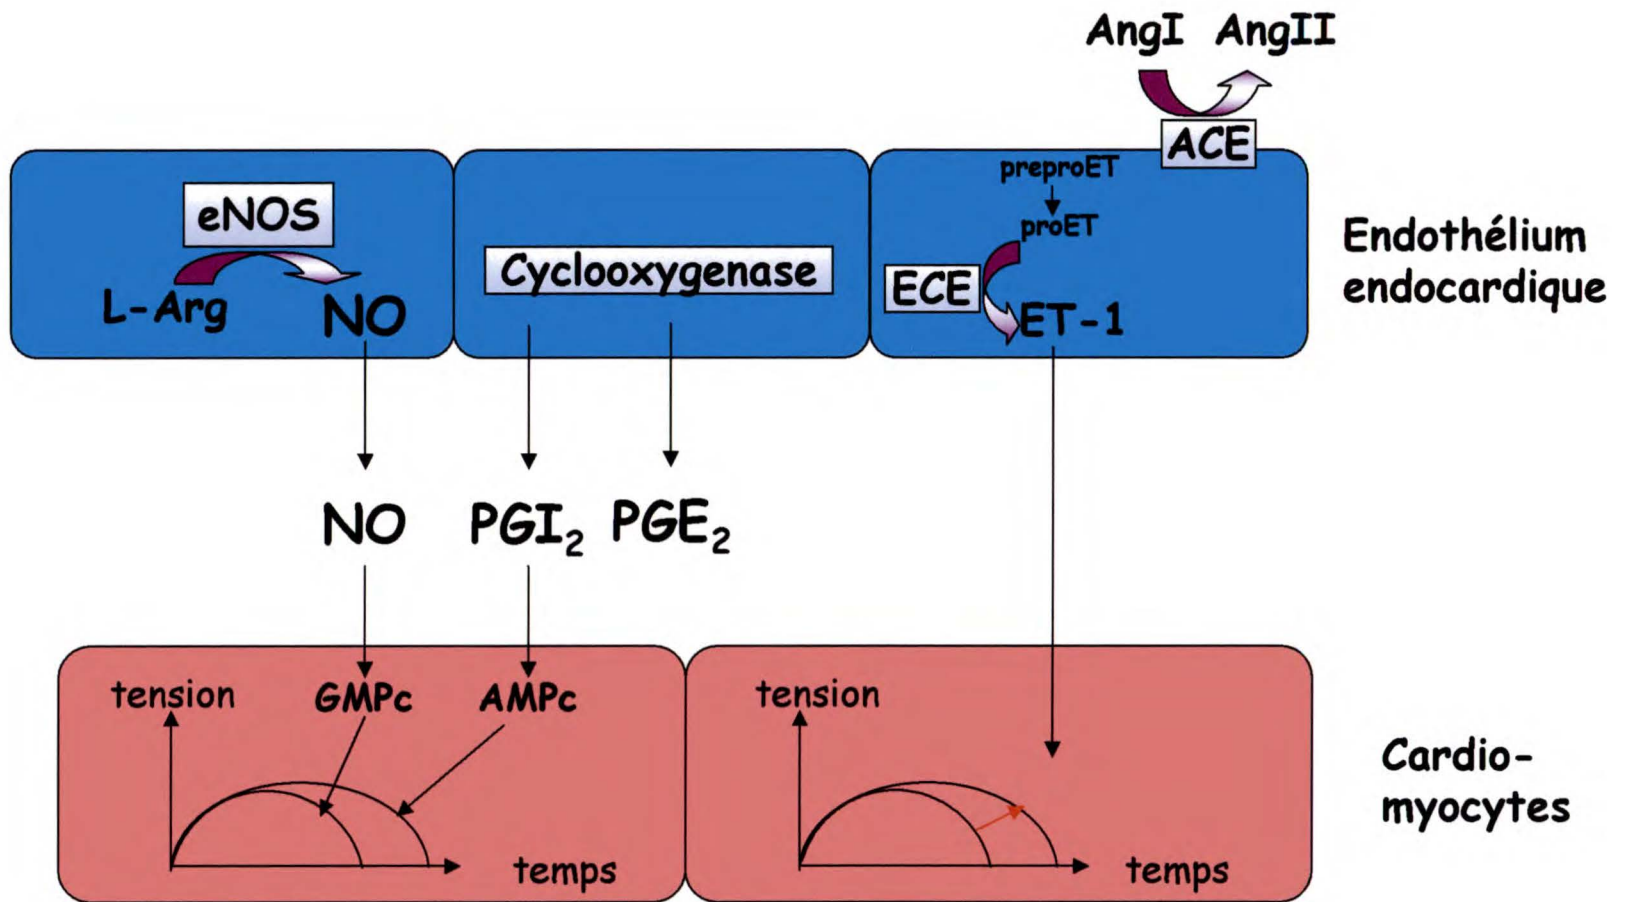 AngI AngII
ACE
eNOS
L-Arg
NO
Cyclooxygenase
preproET
proET
ECE
ET-1
Endothélium
endocardique
NO
PGI₂
PGE₂
tension
GMPc
AMPc
temps
tension
temps
Cardio-
myocytes